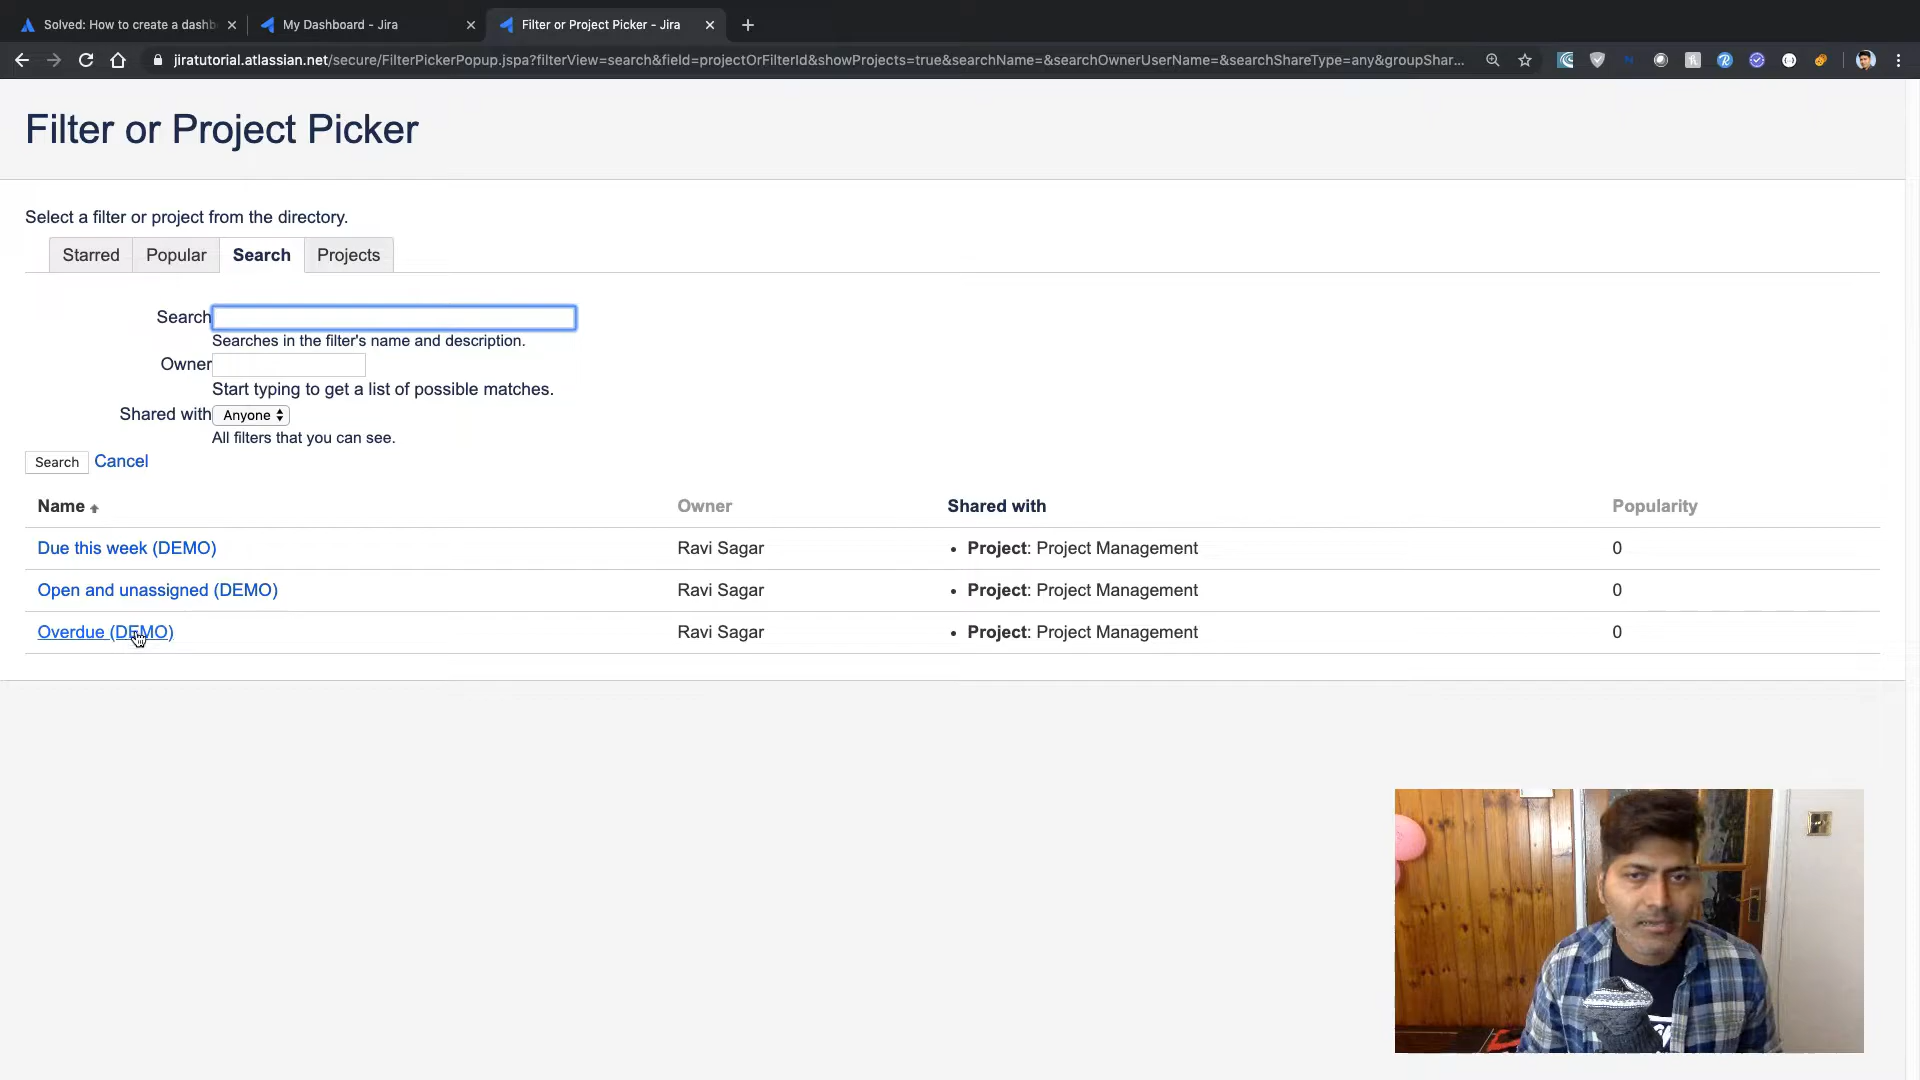 Solved: How to create a dashb
My Dashboard - Jira
Filter or Project Picker - Jira
jiratutorial.atlassian.net/secure/FilterPickerPopup.jspa?filterView=search&field=projectOrFilterId&showProjects=true&searchName=&searchOwnerUserName=&searchShareType=any&groupShar...
Filter or Project Picker
Select a filter or project from the directory.
Starred Popular Search Projects
Search
Searches in the filter's name and description.
Owner
Start typing to get a list of possible matches.
Shared with Anyone
All filters that you can see.
Search Cancel
Name Owner Shared with Popularity
Due this week (DEMO) Ravi Sagar • Project: Project Management 0
Open and unassigned (DEMO) Ravi Sagar • Project: Project Management 0
Overdue (DEMO) Ravi Sagar • Project: Project Management 0